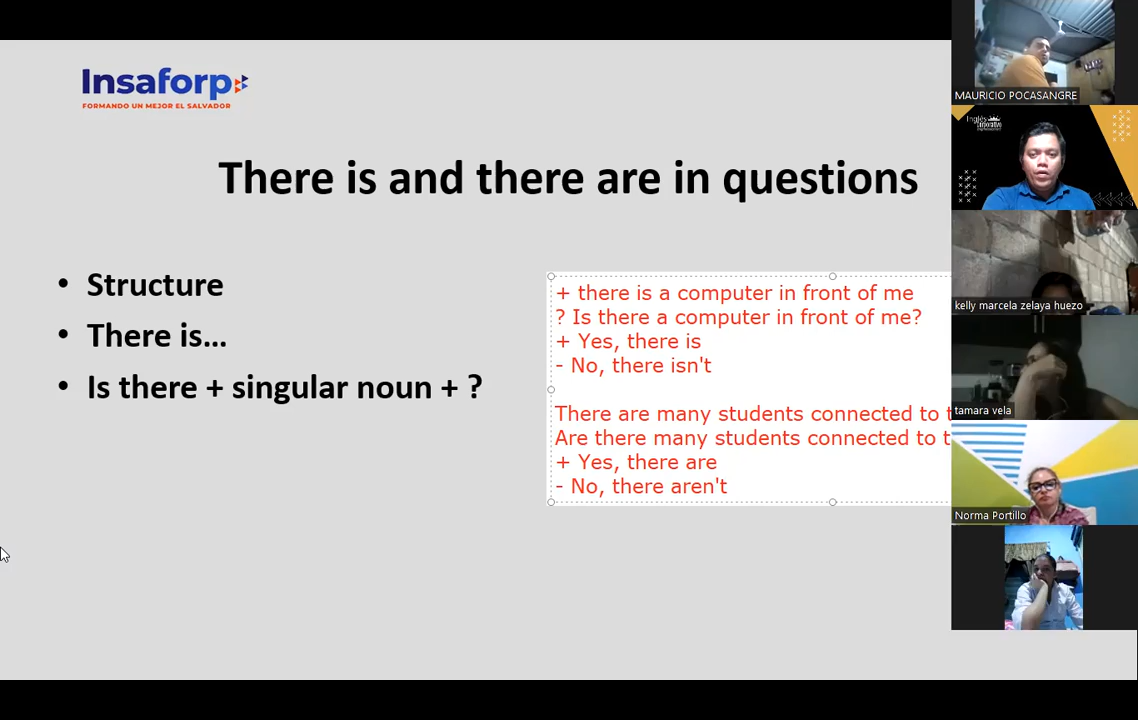 Insaforp
FORMANDO UN MEJOR EL SALVADOR
There is and there are in questions
• Structure
• There is...
• Is there + singular noun + ?
+ there is a computer in front of me
? Is there a computer in front of me?
+ Yes, there is
- No, there isn't
There are many students connected to t
Are there many students connected to t
+ Yes, there are
- No, there aren't
MAURICIO POCASANGRE
Inglés
kelly marcela zelaya huezo
tamara vela
Norma Portillo